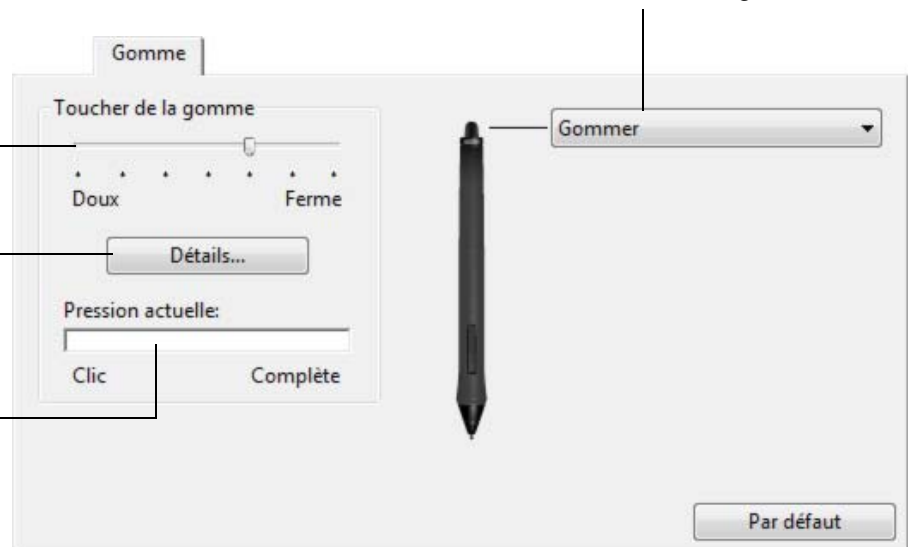 Gomme
Toucher de la gomme
Gommer
Doux Ferme
Détails...
Pression actuelle:
Clic Complète
Par défaut